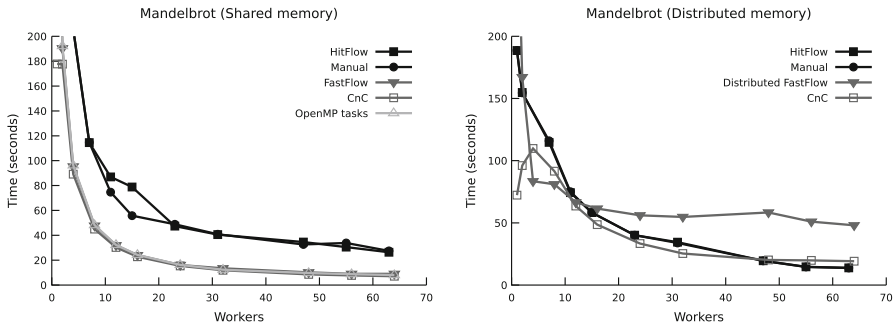 Mandelbrot (Shared memory)
Time (seconds)
200
180
160
140
120
100
80
60
40
20
0
0 10 20 30 40 50 60 70
Workers
HitFlow
Manual
FastFlow
CnC
OpenMP tasks
Mandelbrot (Distributed memory)
Time (seconds)
200
150
100
50
0
0 10 20 30 40 50 60 70
Workers
HitFlow
Manual
Distributed FastFlow
CnC